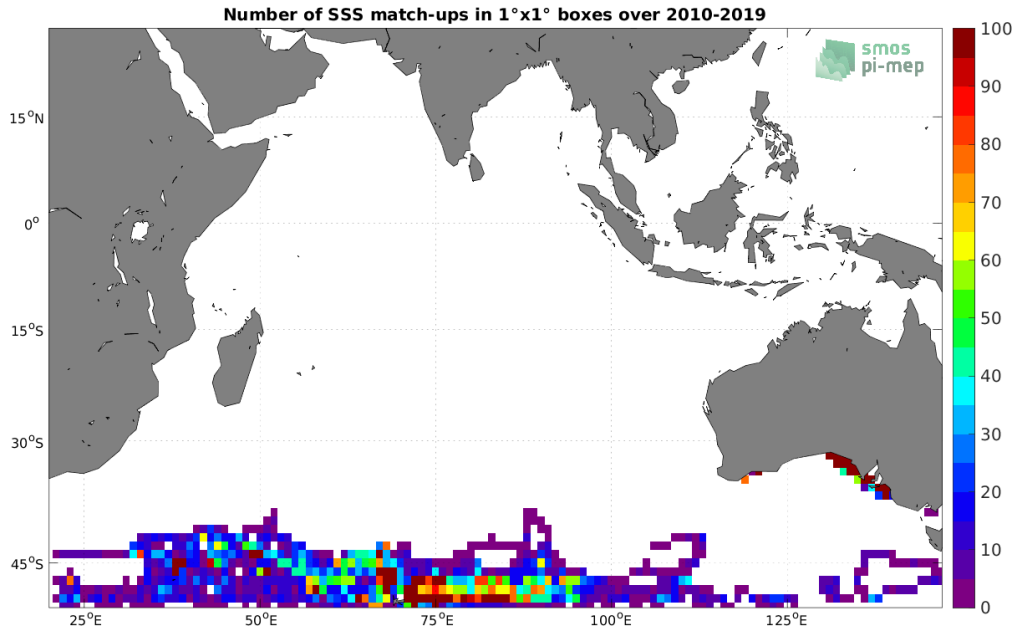 Number of SSS match-ups in 1°x1° boxes over 2010-2019
smos
pi-mep
100
90
80
70
60
50
40
30
20
10
0
15°N
0°
15°S
30°S
45°S
25°E
50°E
75°E
100°E
125°E